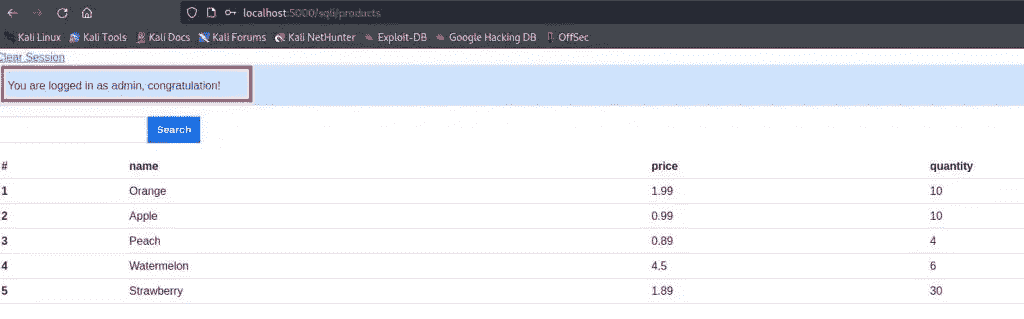 localhost:5000/sqli/products
Kali Linux Kali Tools Kali Docs Kali Forums Kali NetHunter Exploit-DB Google Hacking DB OffSec
Clear Session
You are logged in as admin, congratulation!
Search
# name price quantity
1 Orange 1.99 10
2 Apple 0.99 10
3 Peach 0.89 4
4 Watermelon 4.5 6
5 Strawberry 1.89 30